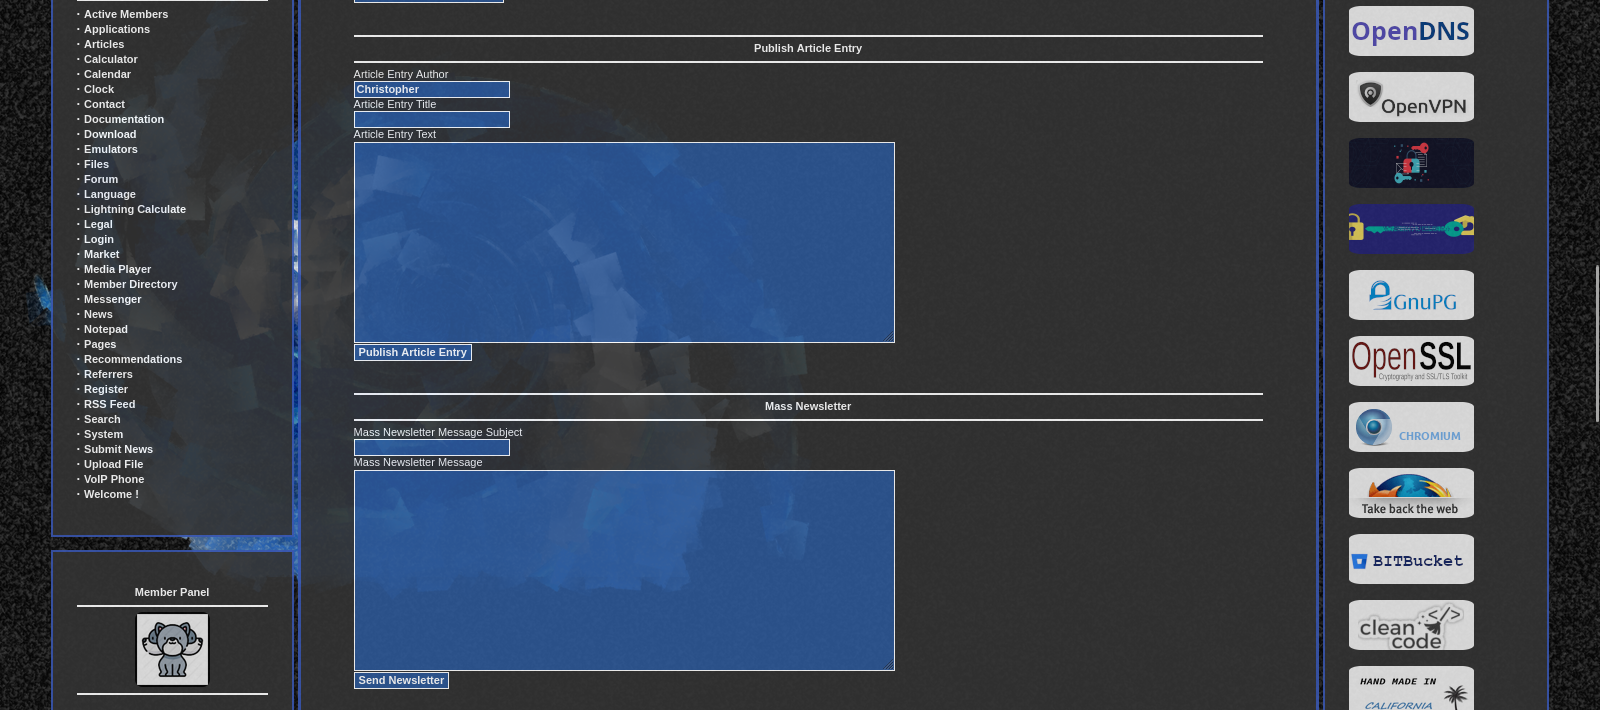 · Active Members
· Applications
· Articles
· Calculator
· Calendar
· Clock
· Contact
· Documentation
· Download
· Emulators
· Files
· Forum
· Language
· Lightning Calculate
· Legal
· Login
· Market
· Media Player
· Member Directory
· Messenger
· News
· Notepad
· Pages
· Recommendations
· Referrers
· Register
· RSS Feed
· Search
· System
· Submit News
· Upload File
· VoIP Phone
· Welcome !
Member Panel
Publish Article Entry
Article Entry Author
Christopher
Article Entry Title
Article Entry Text
Publish Article Entry
Mass Newsletter
Mass Newsletter Message Subject
Mass Newsletter Message
Send Newsletter
OpenDNS
OpenVPN
GnuPG
OpenSSL
Cryptography and SSL/TLS Toolkit
CHROMIUM
Take back the web
BITBucket
clean
</>
code
HAND MADE IN
CALIFORNIA